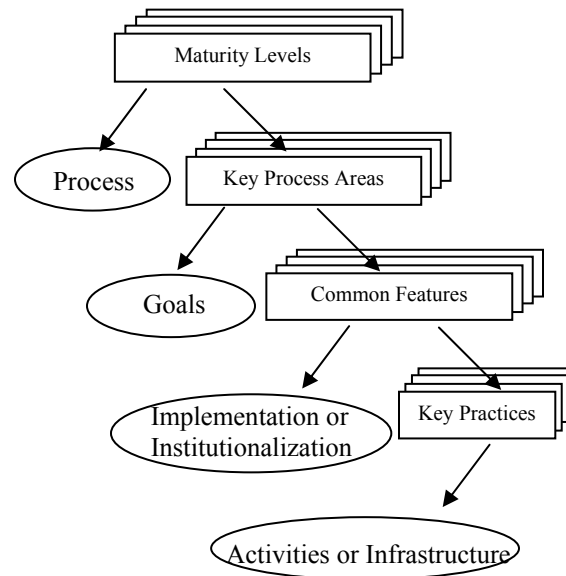 Maturity Levels
Process
Key Process Areas
Goals
Common Features
Implementation or
Institutionalization
Key Practices
Activities or Infrastructure